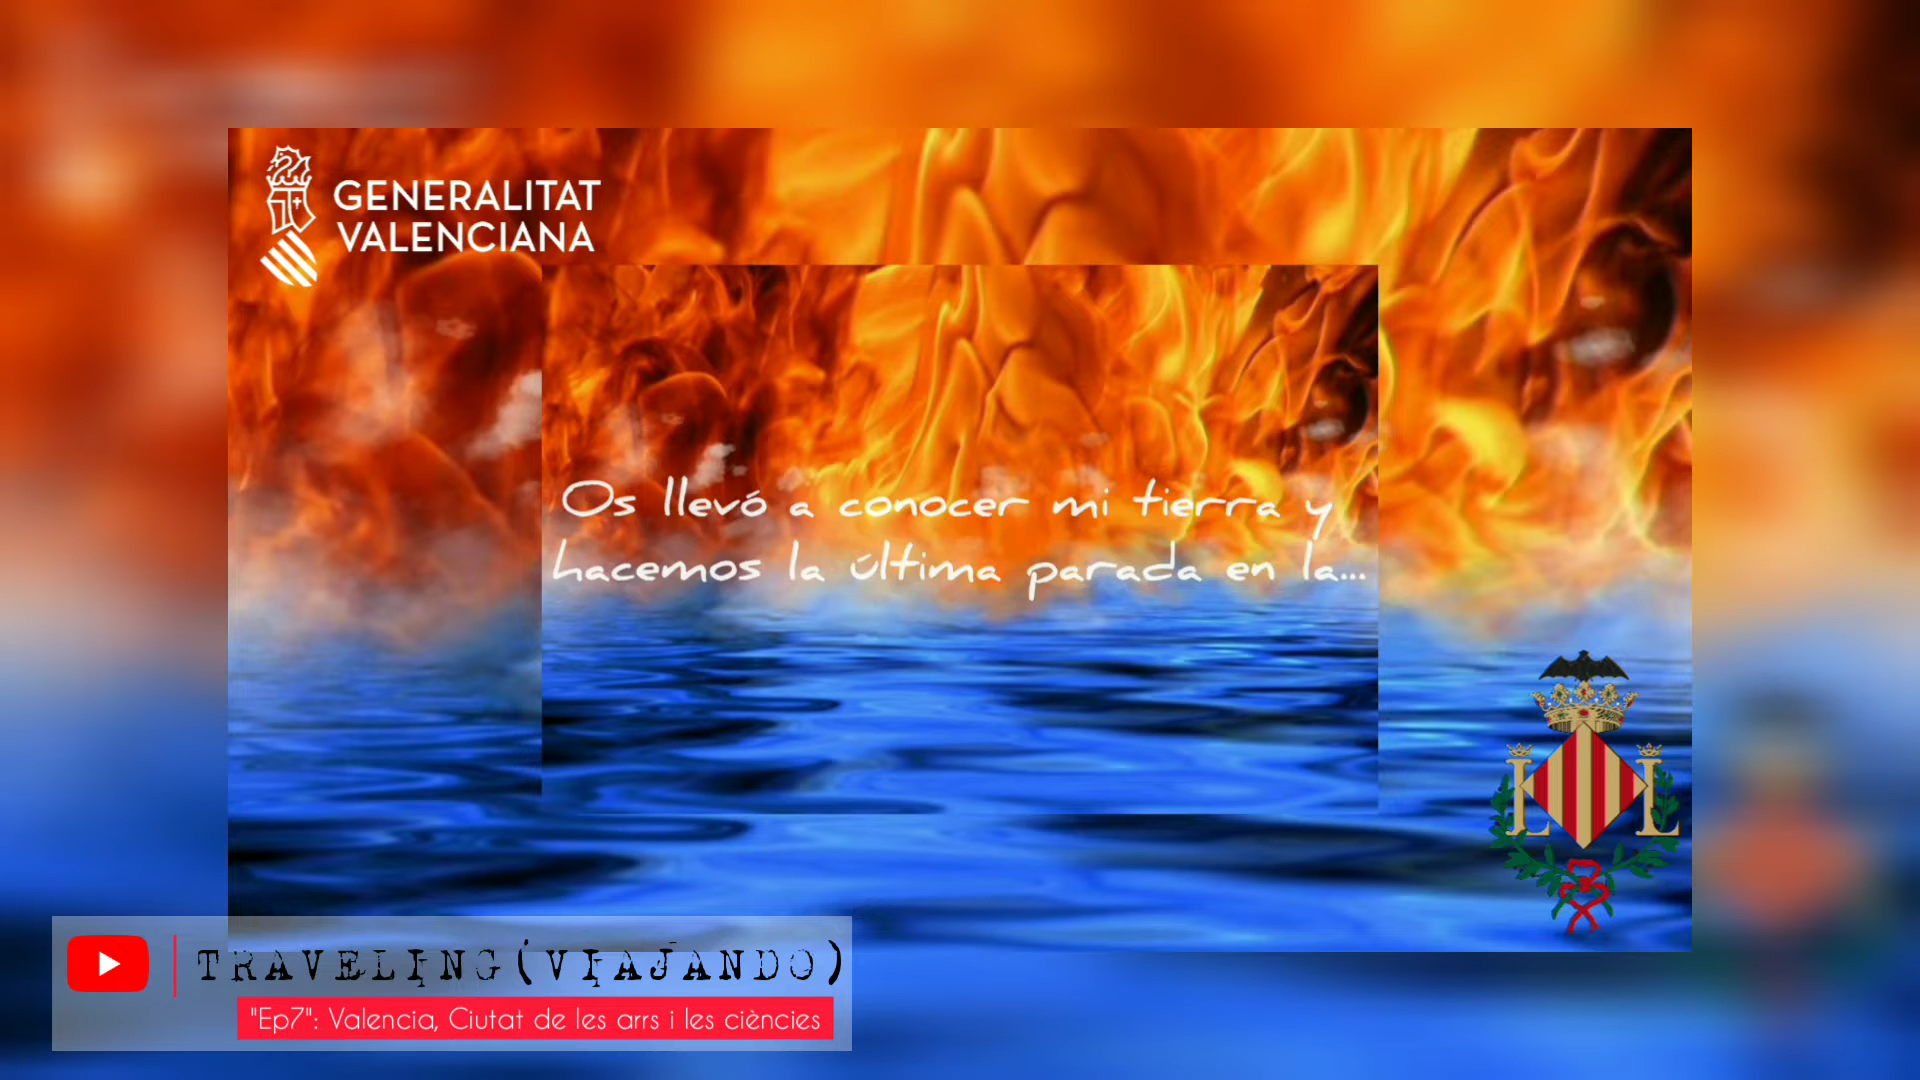 GENERALITAT
VALENCIANA
Os llevó a conocer mi tierra y
hacemos la última parada en la...
L L
TRAVELING(VIAJANDO)
"Ep7": Valencia, Ciutat de les arrs i les ciències